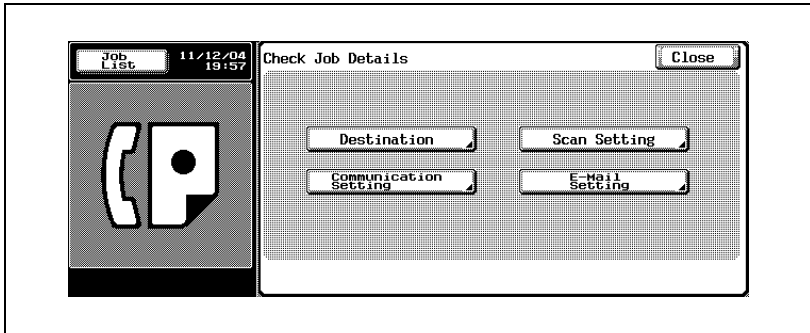 Job
List
11/12/04
19:57
Check Job Details
Close
Destination
Scan Setting
Communication
Setting
E-Mail
Setting